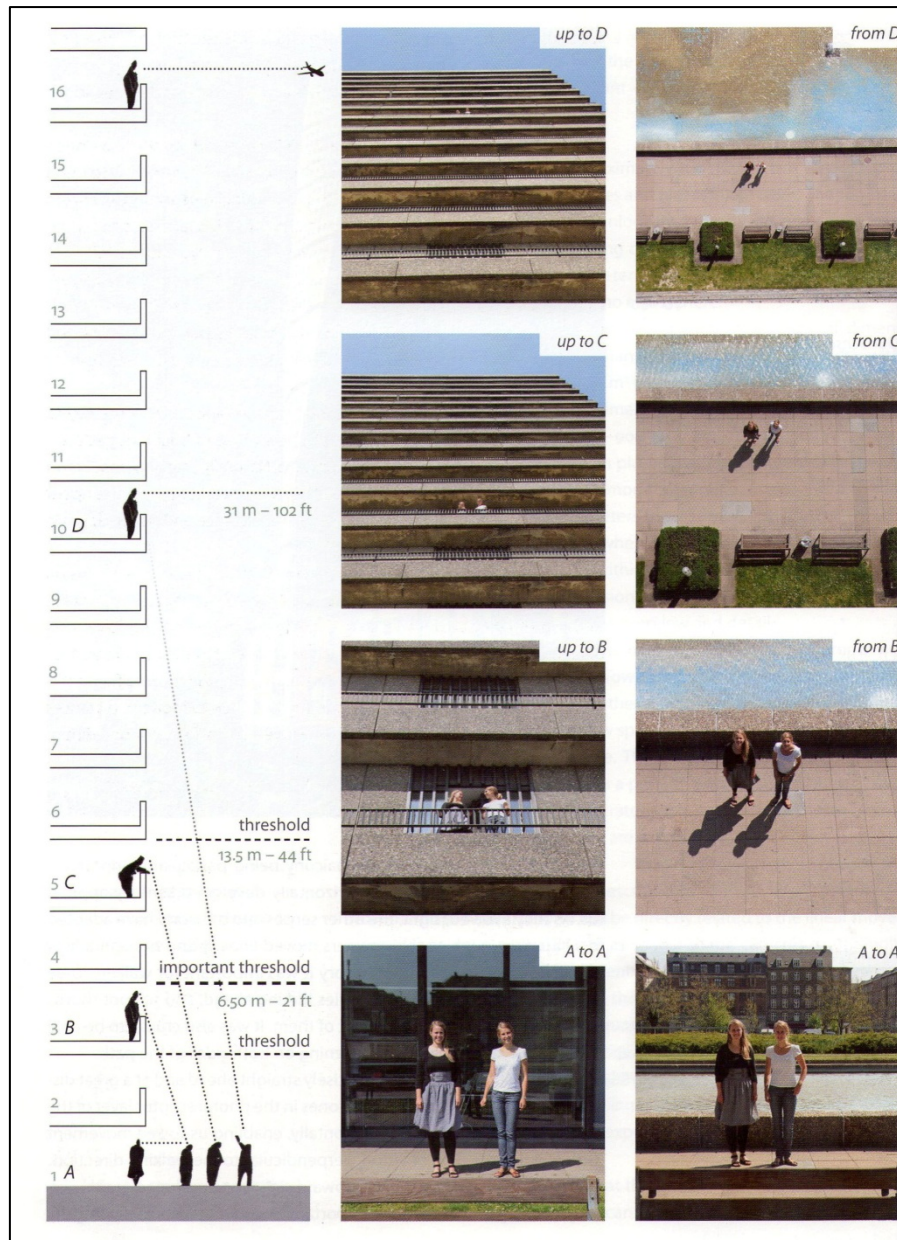 16
15
14
13
12
11
31 m – 102 ft
10 D
9
8
7
6
threshold
13.5 m – 44 ft
5 C
4
important threshold
6.50 m – 21 ft
3 B
threshold
2
1 A
up to D
from D
up to C
from C
up to B
from B
A to A
A to A